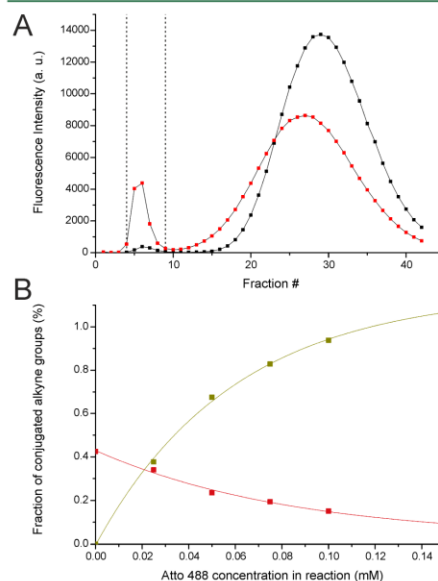 A
Fluorescence Intensity (a. u.)
14000
12000
10000
8000
6000
4000
2000
0
0 10 20 30 40
Fraction #
B
Fraction of conjugated alkyne groups (%)
1.0
0.8
0.6
0.4
0.2
0.0
0.00 0.02 0.04 0.06 0.08 0.10 0.12 0.14
Atto 488 concentration in reaction (mM)